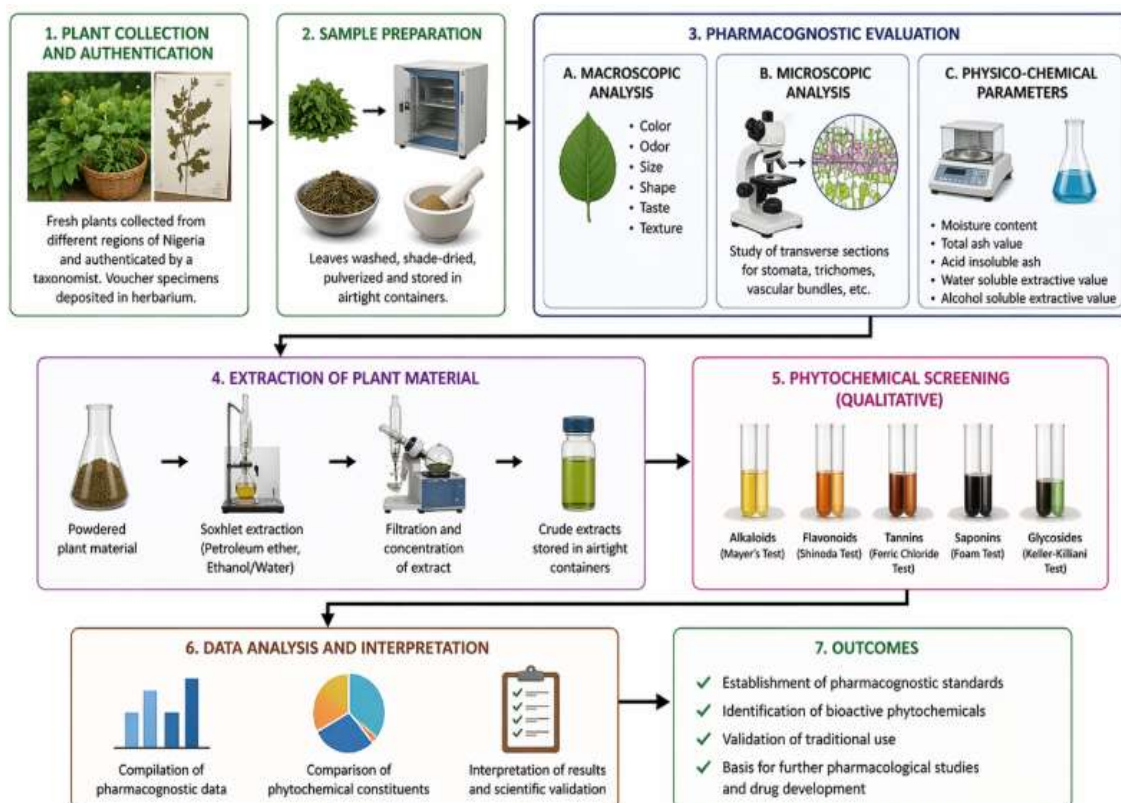 1. PLANT COLLECTION
AND AUTHENTICATION
Fresh plants collected from
different regions of Nigeria
and authenticated by a
taxonomist. Voucher specimens
deposited in herbarium.
2. SAMPLE PREPARATION
Leaves washed, shade-dried,
pulverized and stored in
airtight containers.
3. PHARMACOGNOSTIC EVALUATION
A. MACROSCOPIC
ANALYSIS
• Color
• Odor
• Size
• Shape
• Taste
• Texture
B. MICROSCOPIC
ANALYSIS
Study of transverse sections
for stomata, trichomes,
vascular bundles, etc.
C. PHYSICO-CHEMICAL
PARAMETERS
• Moisture content
• Total ash value
• Acid insoluble ash
• Water soluble extractive value
• Alcohol soluble extractive value
4. EXTRACTION OF PLANT MATERIAL
Powdered
plant material
Soxhlet extraction
(Petroleum ether,
Ethanol/Water)
Filtration and
concentration
of extract
Crude extracts
stored in airtight
containers
5. PHYTOCHEMICAL SCREENING
(QUALITATIVE)
Alkaloids
(Mayer's Test)
Flavonoids
(Shinoda Test)
Tannins
(Ferric Chloride
Test)
Saponins
(Foam Test)
Glycosides
(Keller-Killiani
Test)
6. DATA ANALYSIS AND INTERPRETATION
Compilation of
pharmacognostic data
Comparison of
phytochemical constituents
Interpretation of results
and scientific validation
7. OUTCOMES
✓ Establishment of pharmacognostic standards
✓ Identification of bioactive phytochemicals
✓ Validation of traditional use
✓ Basis for further pharmacological studies
and drug development